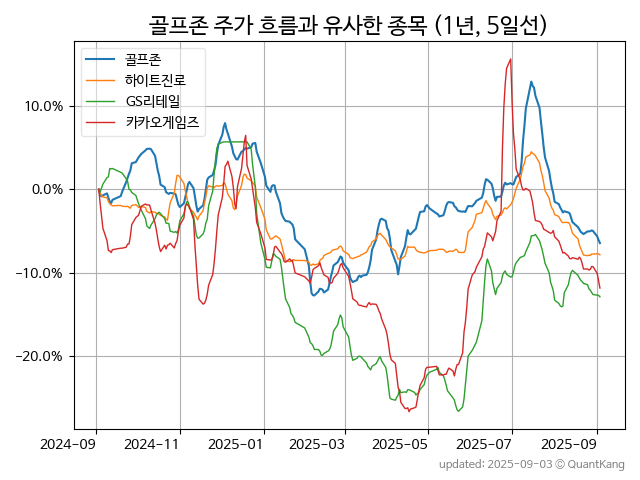 골프존 주가 흐름과 유사한 종목 (1년, 5일선)
골프존
하이트진로
GS리테일
카카오게임즈
10.0%
0.0%
−10.0%
−20.0%
2024-09 2024-11 2025-01 2025-03 2025-05 2025-07 2025-09
updated: 2025-09-03 © QuantKang